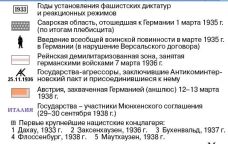 1933 Годы установления фашистских диктатур
и реакционных режимов
Саарская область, отошедшая к Германии 1 марта 1935 г.
(по итогам плебисцита)
Введение всеобщей воинской повинности в марте 1935 г.
в Германии (в нарушение Версальского договора)
Рейнская демилитаризованная зона, занятая
германскими войсками 7 марта 1936 г.
АК Государства-агрессоры, заключившие Антикоминтер-
25.11.1936 новский пакт и присоединившиеся к нему
Австрия, захваченная Германией (аншлюс) 12–13 марта
1938 г.
ИТАЛИЯ Государства – участники Мюнхенского соглашения
(29–30 сентября 1938 г.)
Первые крупнейшие нацистские концлагеря:
1 Дахау, 1933 г. 2 Заксенхаузен, 1936 г. 3 Бухенвальд, 1937 г.
4 Флоссенбург, 1938 г. 5 Маутхаузен, 1938 г.